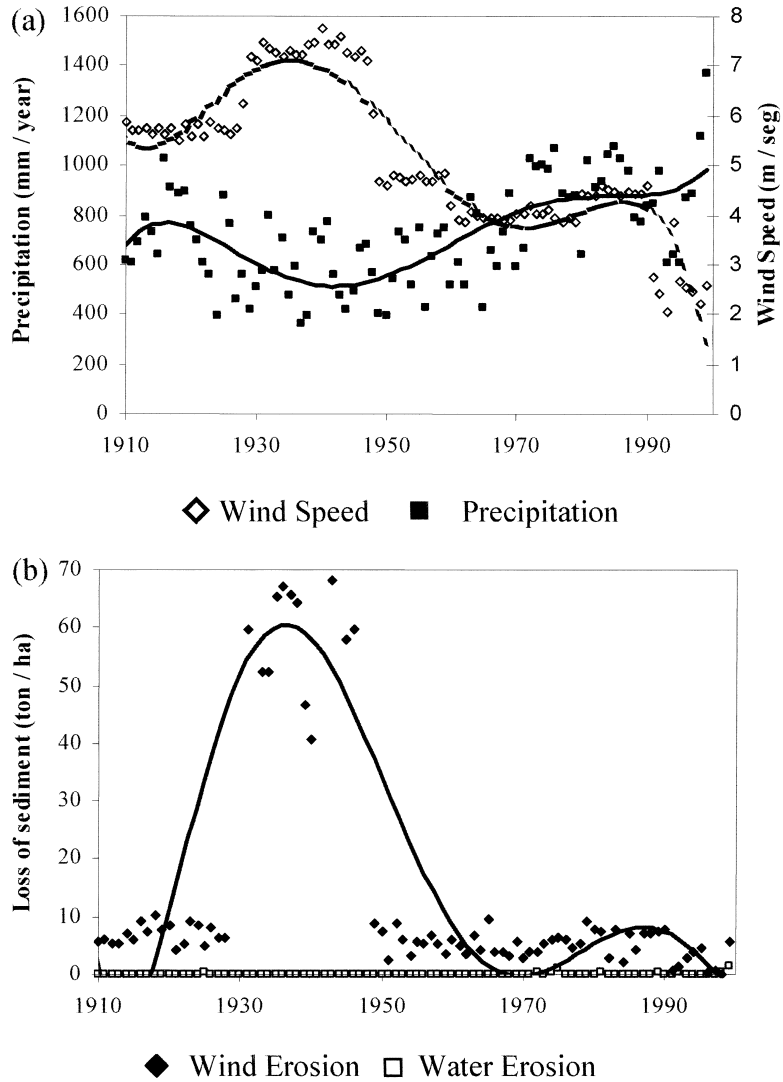 (a)
1600
1400
1200
1000
800
600
400
200
0
Precipitation (mm / year)
8
7
6
5
4
3
2
1
0
Wind Speed (m / seg)
1910 1930 1950 1970 1990
Wind Speed Precipitation
(b)
70
60
50
40
30
20
10
0
Loss of sediment (ton / ha)
1910 1930 1950 1970 1990
Wind Erosion Water Erosion